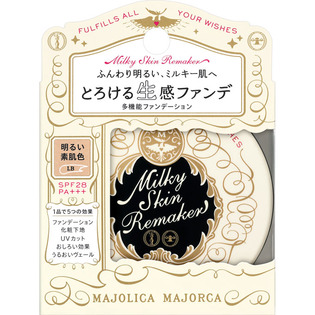 FULFILLS ALL YOUR WISHES
Milky Skin Remaker
ふんわり明るい、ミルキー肌へ
とろける生感ファンデ
多機能ファンデーション
明るい
素肌色
LB
SPF28
PA+++
1品で5つの効果
ファンデーション
化粧下地
UVカット
おしろい効果
うるおいヴェール
WISHES
M
Milky
Skin
Remaker
MAJOLICA MAJORCA